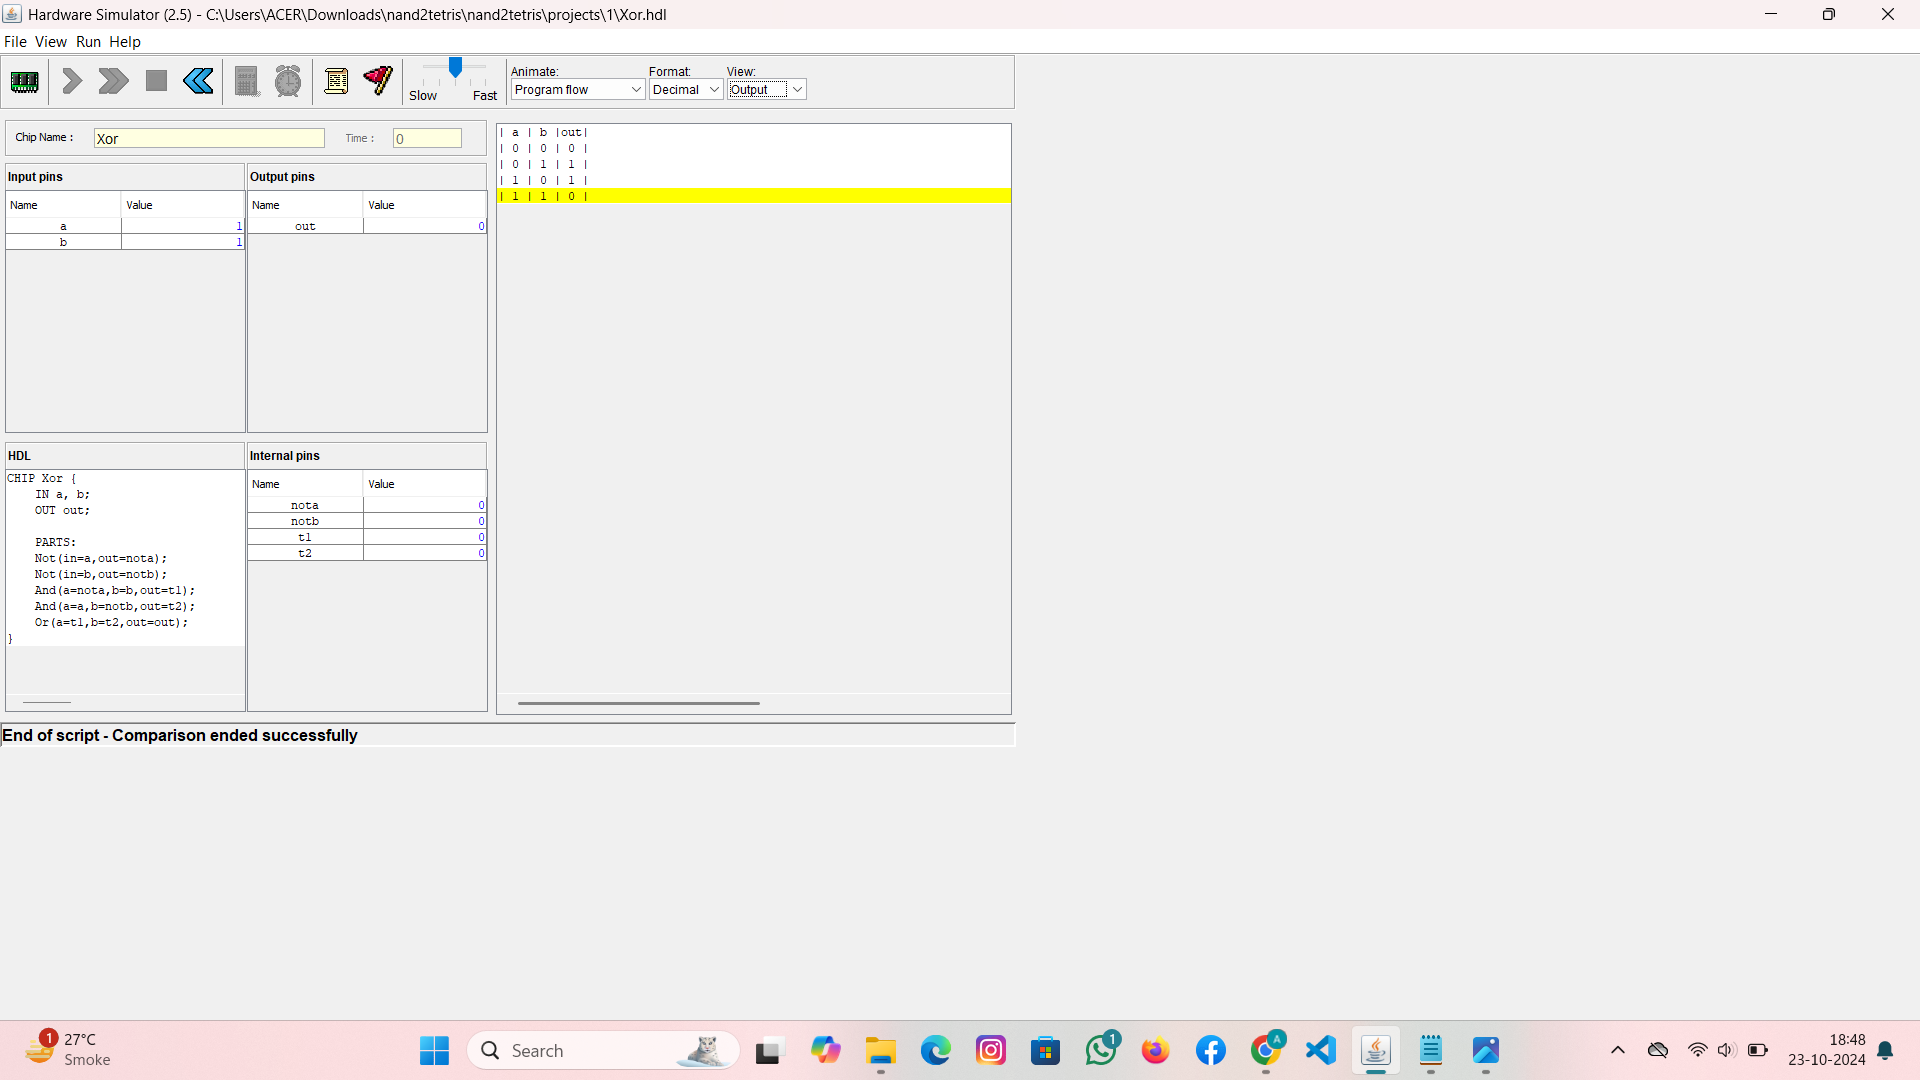 Hardware Simulator (2.5) - C:\Users\ACER\Downloads\nand2tetris\nand2tetris\projects\1\Xor.hdl
File View Run Help
Slow Fast
Animate: Format: View:
Program flow Decimal Output
Chip Name : Xor Time : 0
Input pins
Name Value
a 1
b 1
Output pins
Name Value
out 0
HDL
CHIP Xor {
IN a, b;
OUT out;
PARTS:
Not(in=a,out=nota);
Not(in=b,out=notb);
And(a=nota,b=b,out=t1);
And(a=a,b=notb,out=t2);
Or(a=t1,b=t2,out=out);
}
Internal pins
Name Value
nota 0
notb 0
t1 0
t2 0
| a | b |out|
| 0 | 0 | 0 |
| 0 | 1 | 1 |
| 1 | 0 | 1 |
| 1 | 1 | 0 |
End of script - Comparison ended successfully
1
27°C
Smoke
Search
1
A
18:48
23-10-2024